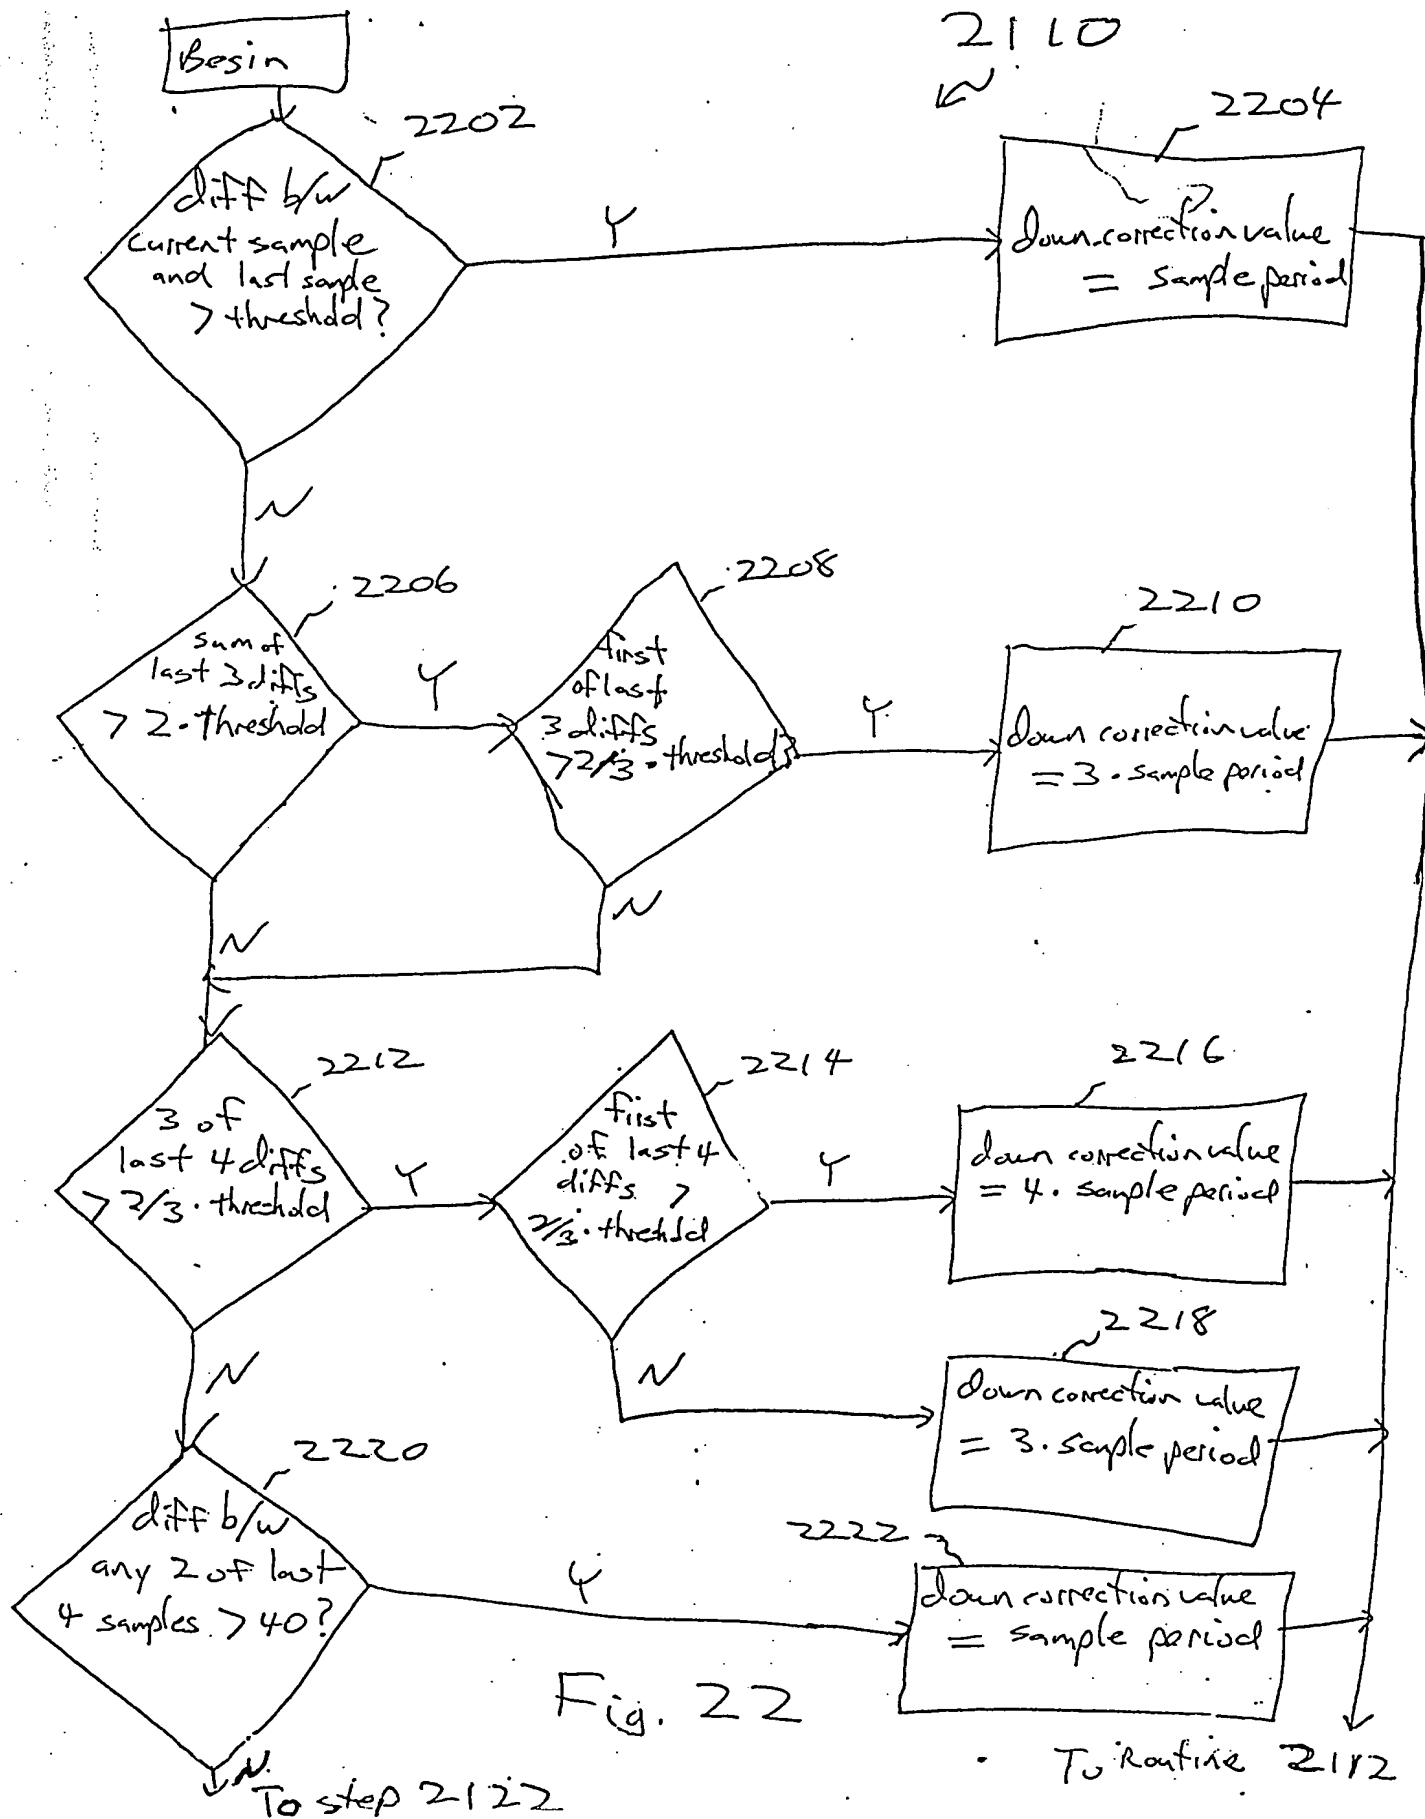 Begin
2110
2202
2204
diff b/w
current sample
and last sample
> threshold?
Y
down correction value
= sample period
N
2206
2208
2210
sum of
last 3 diffs
> 2 · threshold
Y
first
of last
3 diffs
> 2/3 · threshold?
Y
down correction value
= 3 · sample period
N
N
2212
2214
2216
3 of
last 4 diffs
> 2/3 · threshold
Y
first
of last 4
diffs >
2/3 · threshold
Y
down correction value
= 4 · sample period
N
N
2218
down correction value
= 3 · sample period
2220
2222
diff b/w
any 2 of last
4 samples > 40?
Y
down correction value
= sample period
Fig. 22
N
To step 2122
To Routine 2112